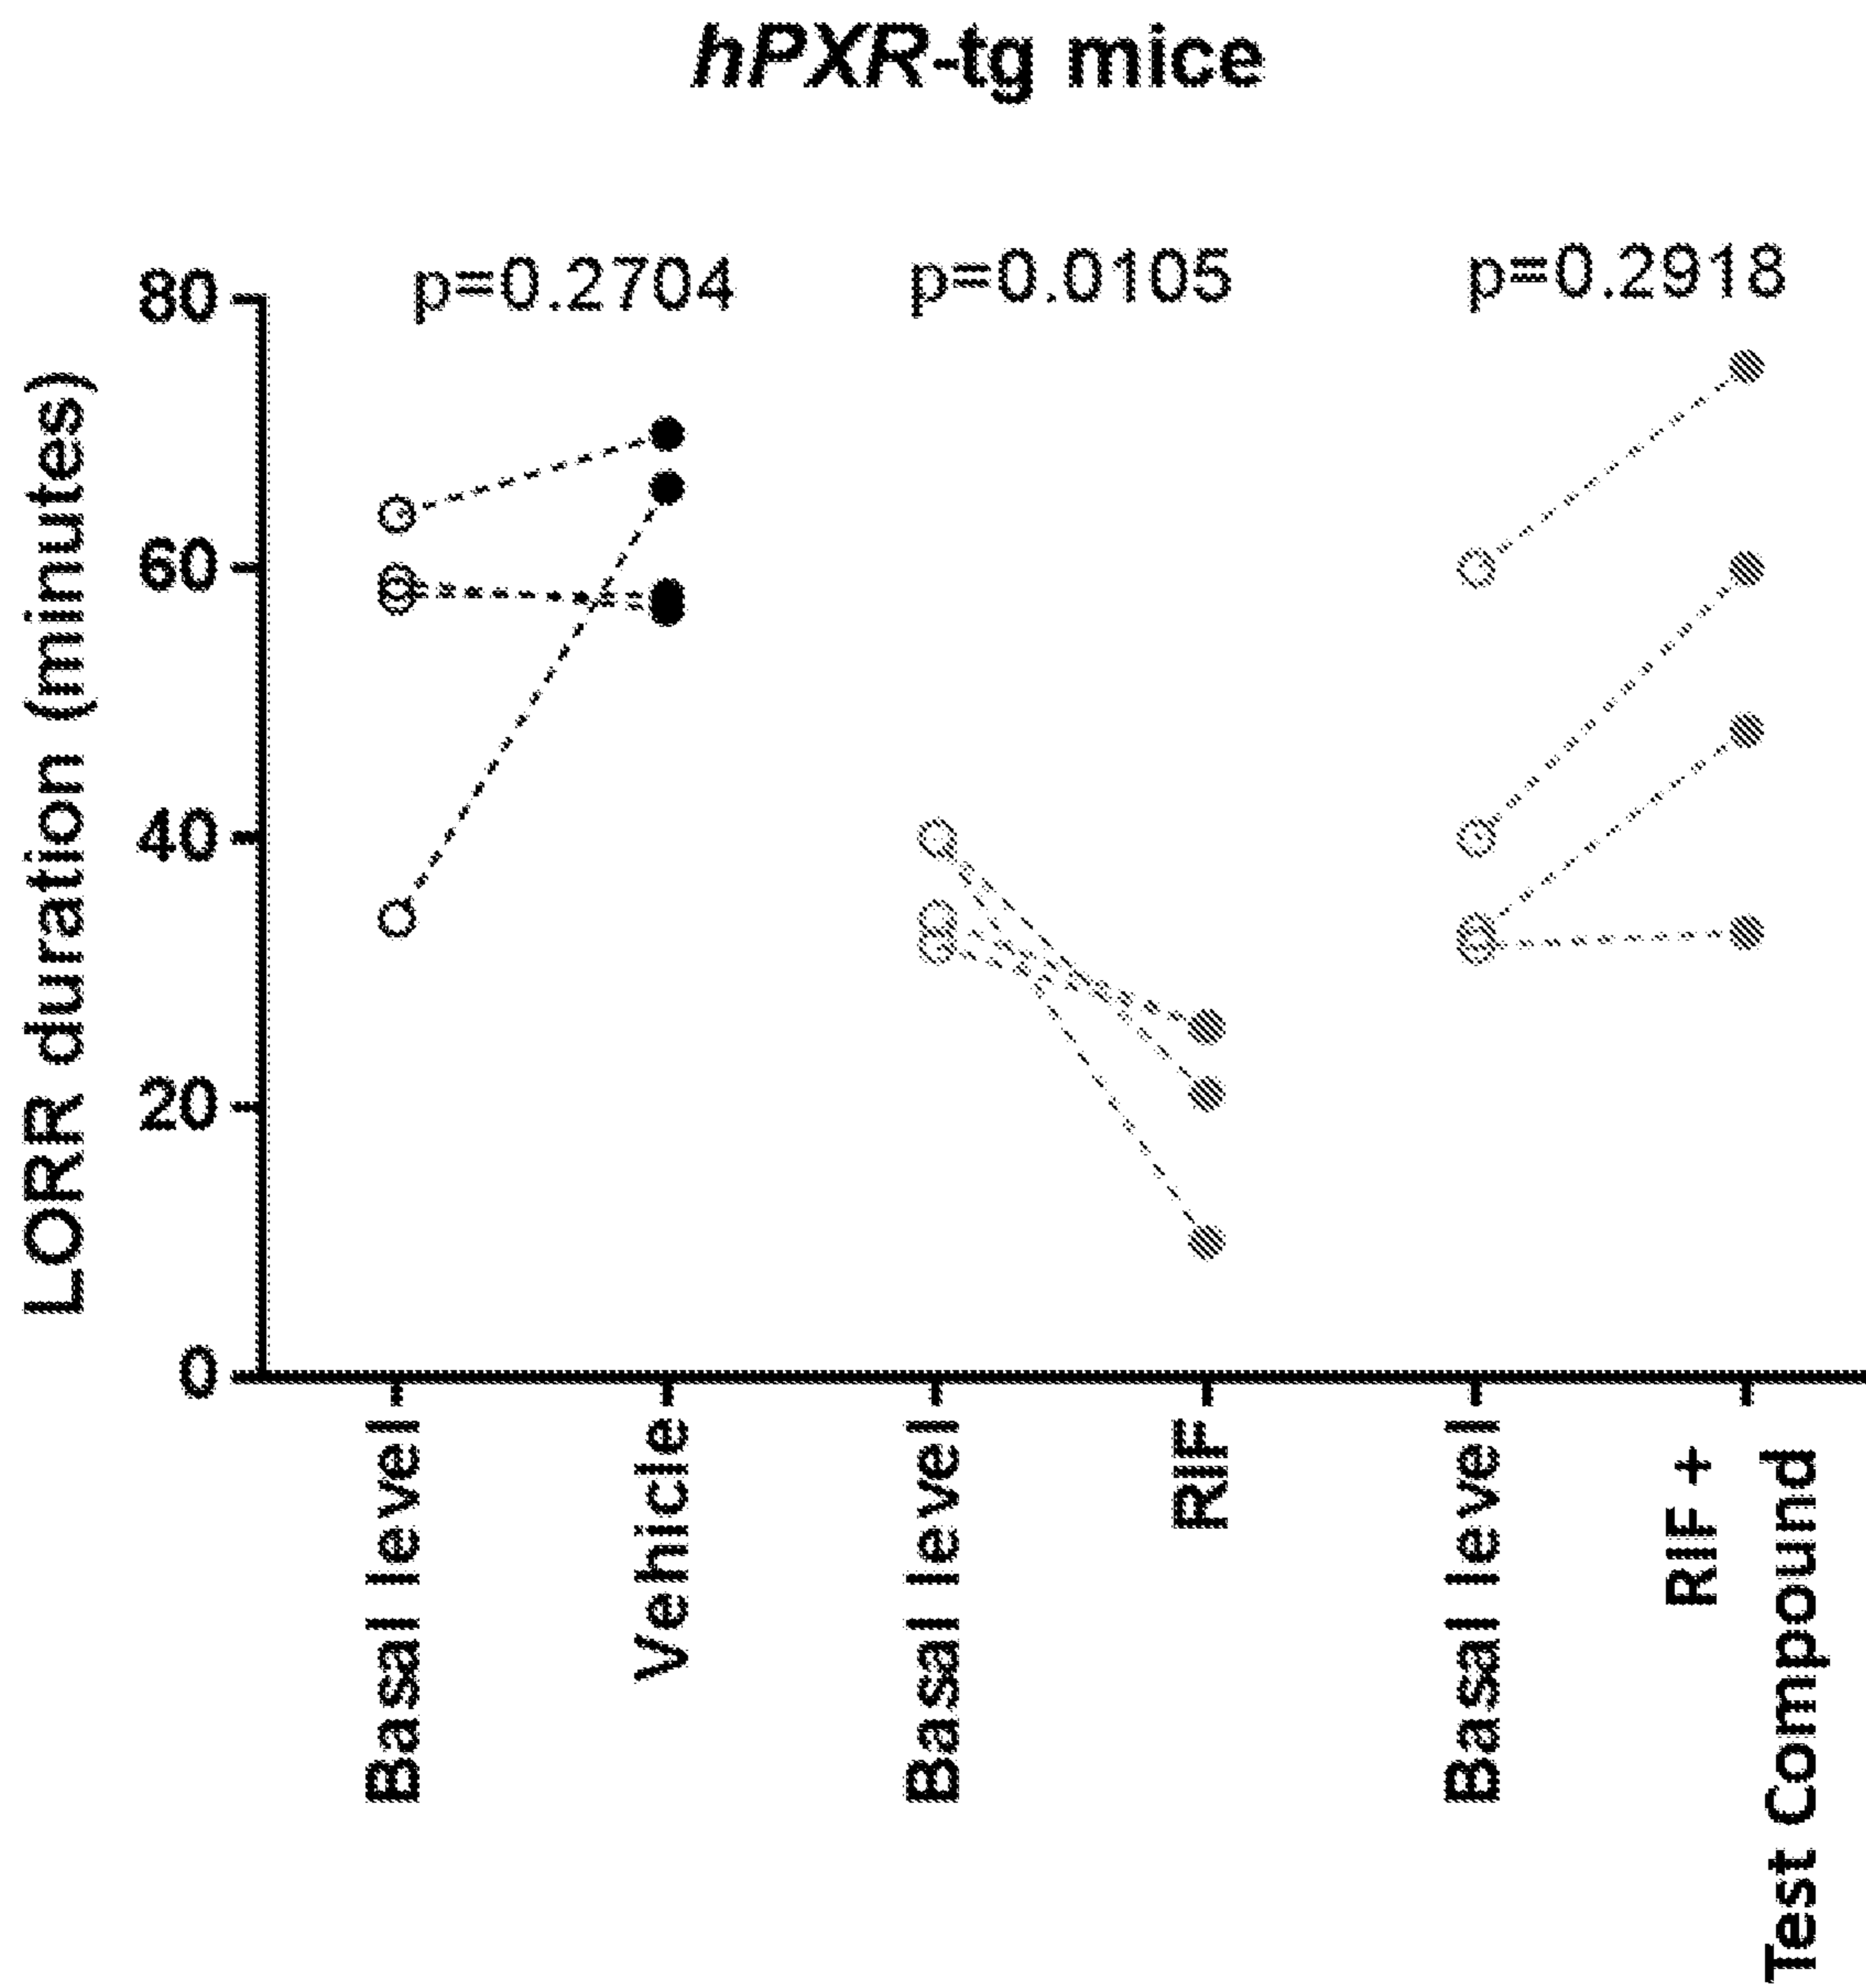 hPXR-tg mice
p=0.2704
p=0.0105
p=0.2918
LORR duration (minutes)
80
60
40
20
0
Basal level
Vehicle
Basal level
RIF
Basal level
RIF +
Test Compound